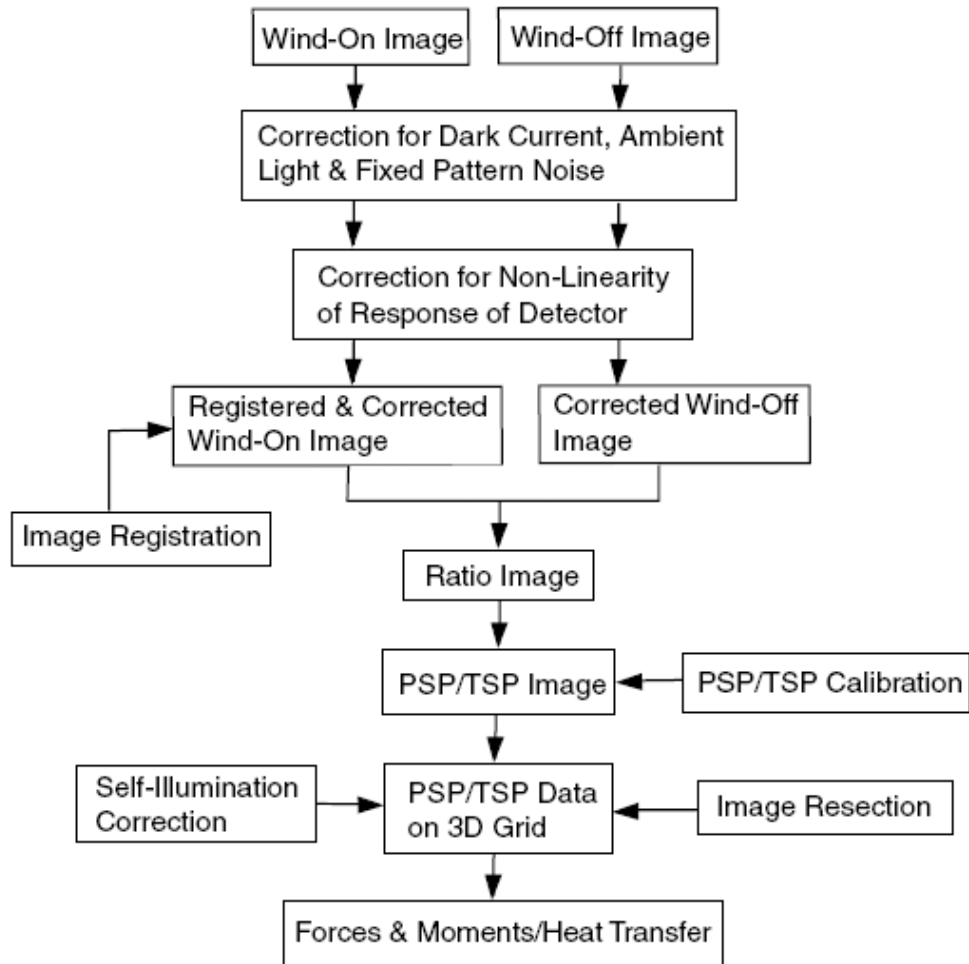 Wind-On Image
Wind-Off Image
Correction for Dark Current, Ambient
Light & Fixed Pattern Noise
Correction for Non-Linearity
of Response of Detector
Registered & Corrected
Wind-On Image
Corrected Wind-Off
Image
Image Registration
Ratio Image
PSP/TSP Image
PSP/TSP Calibration
Self-Illumination
Correction
PSP/TSP Data
on 3D Grid
Image Resection
Forces & Moments/Heat Transfer